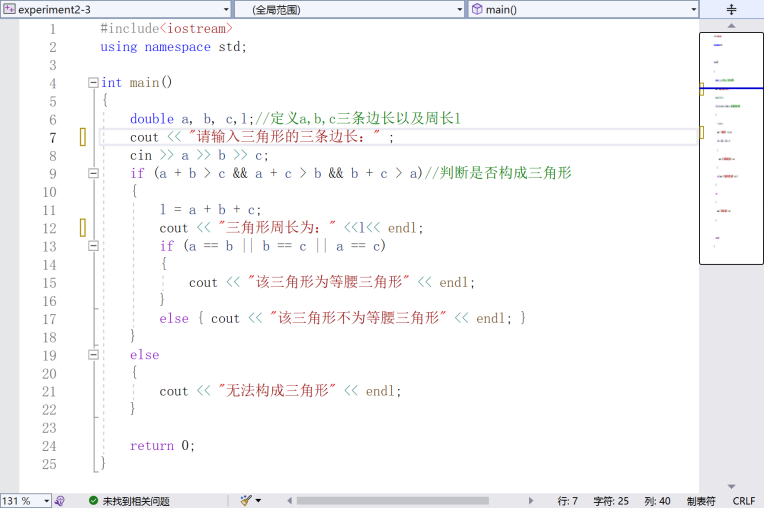 experiment2-3 (全局范围) main()
1 #include<iostream>
2 using namespace std;
3
4 int main()
5 {
6 double a, b, c,l;//定义a,b,c三条边长以及周长l
7 cout << "请输入三角形的三条边长：" ;
8 cin >> a >> b >> c;
9 if (a + b > c && a + c > b && b + c > a)//判断是否构成三角形
10 {
11 l = a + b + c;
12 cout << "三角形周长为：" <<l<< endl;
13 if (a == b || b == c || a == c)
14 {
15 cout << "该三角形为等腰三角形" << endl;
16 }
17 else { cout << "该三角形不为等腰三角形" << endl; }
18 }
19 else
20 {
21 cout << "无法构成三角形" << endl;
22 }
23
24 return 0;
25 }
131 % 未找到相关问题 行: 7 字符: 25 列: 40 制表符 CRLF